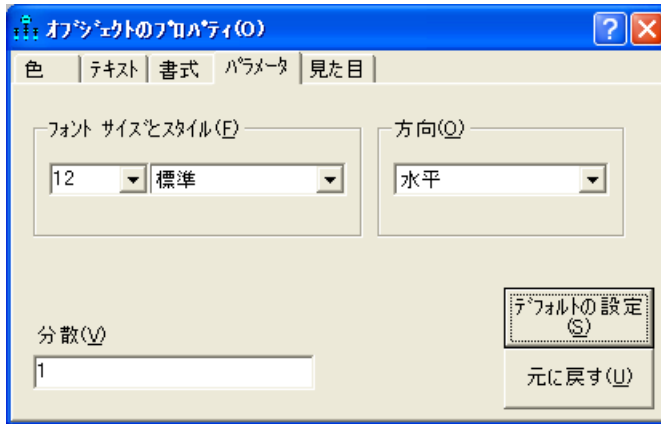 ｵﾌﾞｼﾞｪｸﾄのﾌﾟﾛﾊﾟﾃｨ(O)
色 ﾃｷｽﾄ 書式 ﾊﾟﾗﾒｰﾀ 見た目
ﾌｫﾝﾄ ｻｲｽﾞとｽﾀｲﾙ(F) 方向(O)
12 標準 水平
ﾃﾞﾌｫﾙﾄの設定
(S)
分散(V)
1
元に戻す(U)